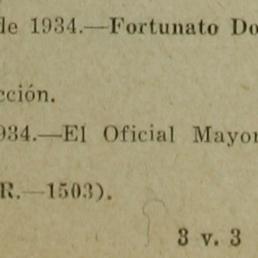 de 1934.—Fortunato Do
cción.
934.—El Oficial Mayor
R.—1503).
3 v. 3